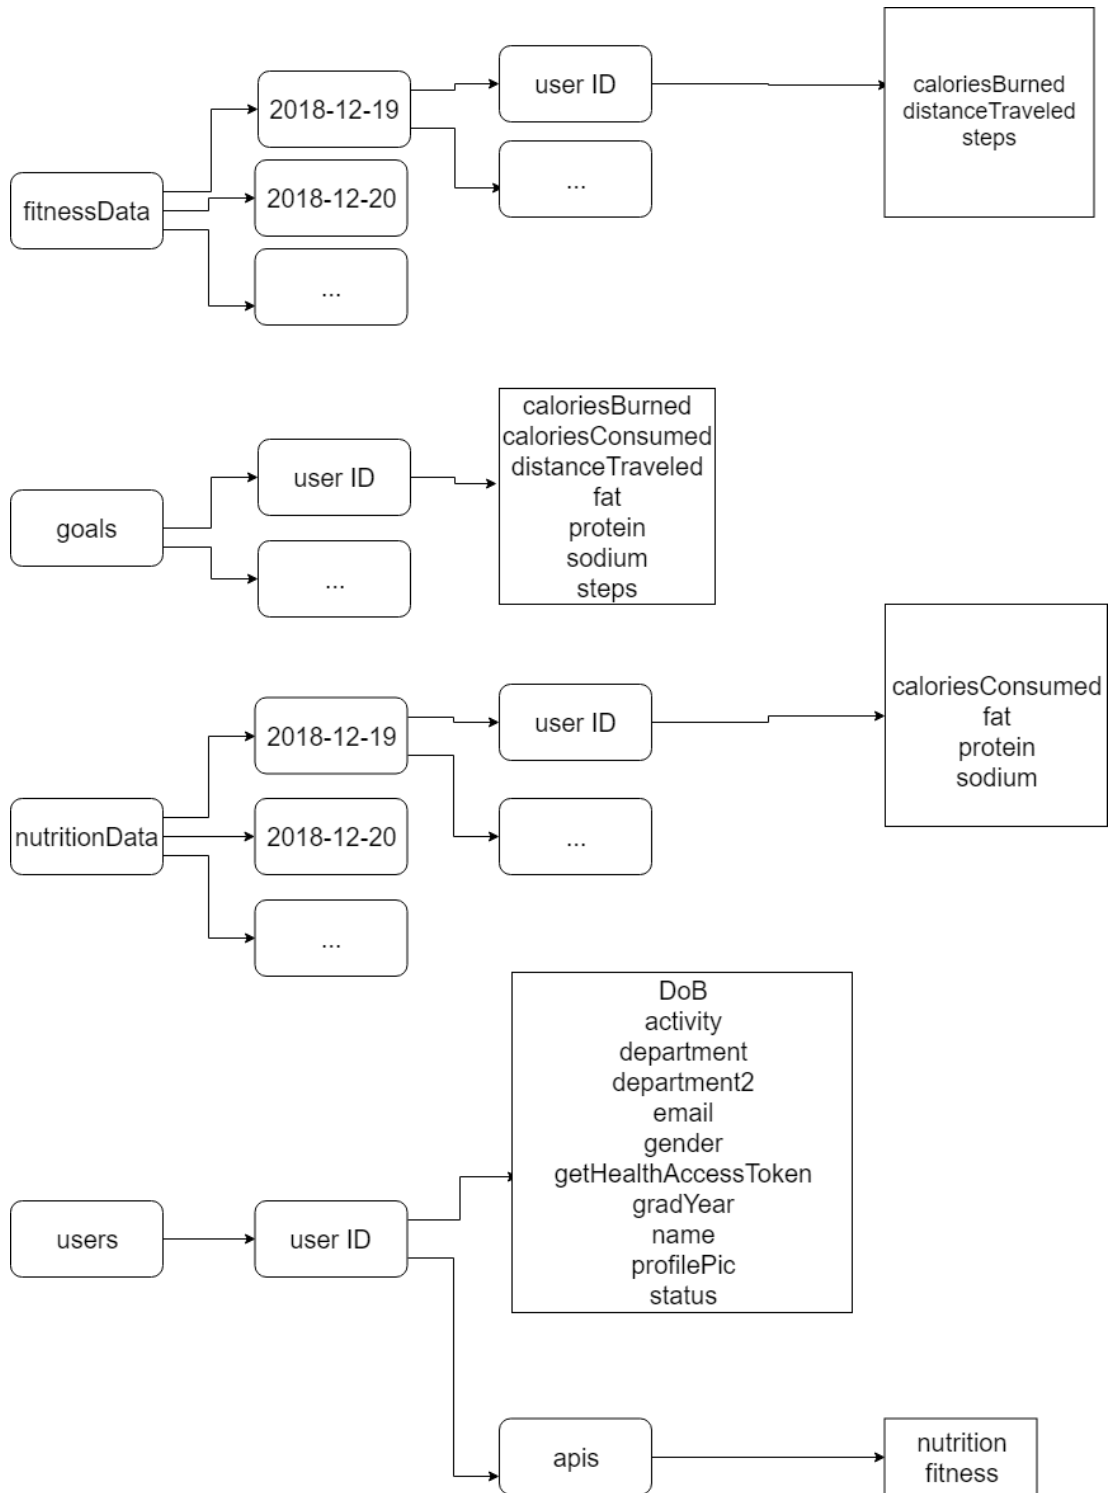 fitnessData
2018-12-19
2018-12-20
...
user ID
...
caloriesBurned
distanceTraveled
steps
goals
user ID
...
caloriesBurned
caloriesConsumed
distanceTraveled
fat
protein
sodium
steps
nutritionData
2018-12-19
2018-12-20
...
user ID
...
caloriesConsumed
fat
protein
sodium
users
user ID
DoB
activity
department
department2
email
gender
getHealthAccessToken
gradYear
name
profilePic
status
apis
nutrition
fitness